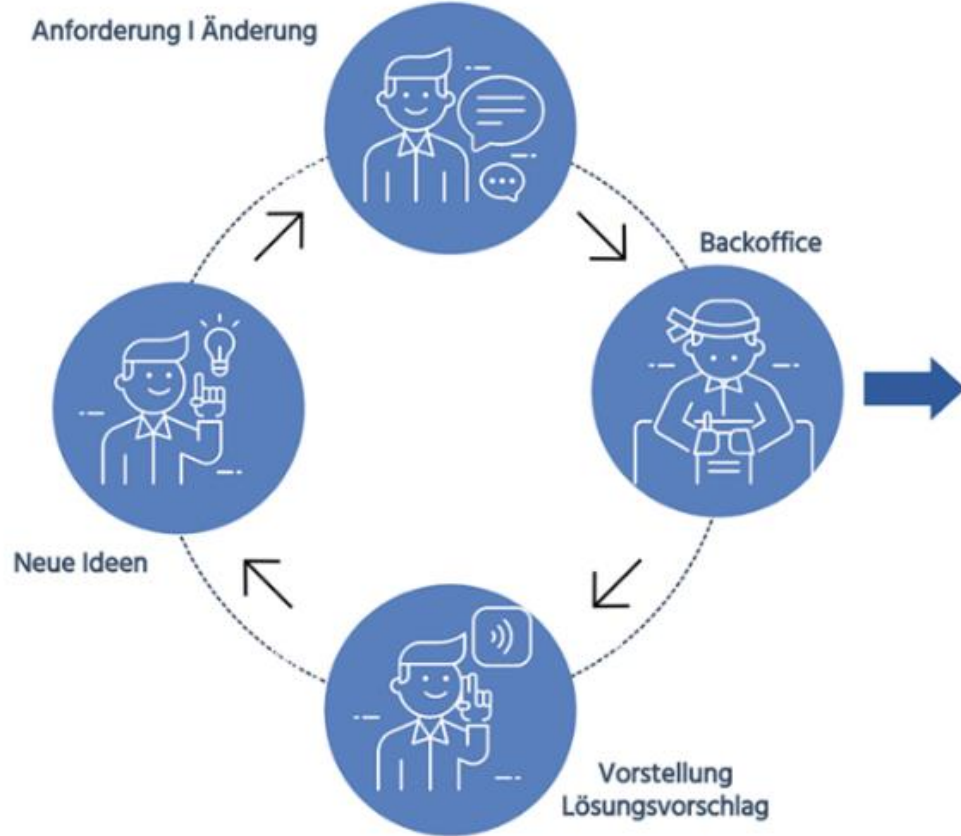 Anforderung I Änderung
Backoffice
Neue Ideen
Vorstellung
Lösungsvorschlag